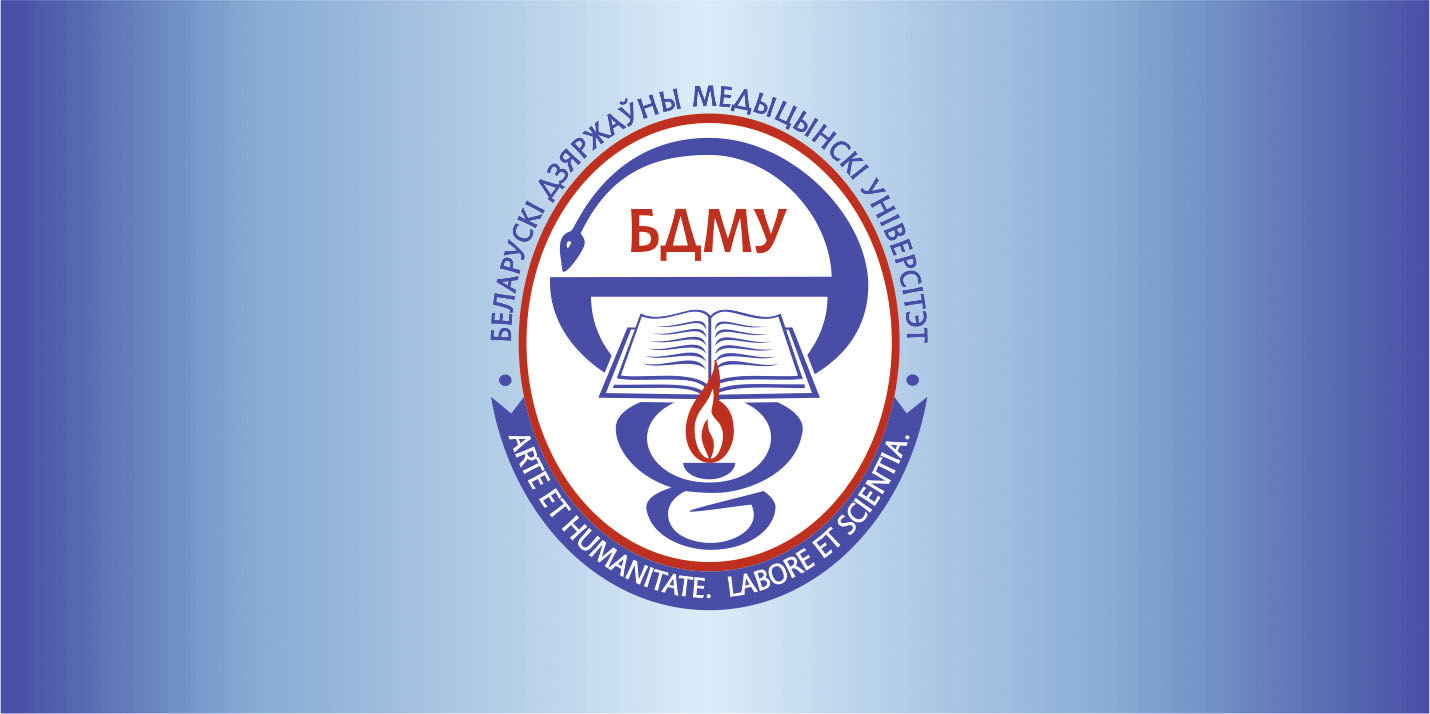 БЕЛАРУСКІ ДЗЯРЖАЎНЫ МЕДЫЦЫНСКІ УНІВЕРСІТЭТ
БДМУ
ARTE ET HUMANITATE. LABORE ET SCIENTIA.